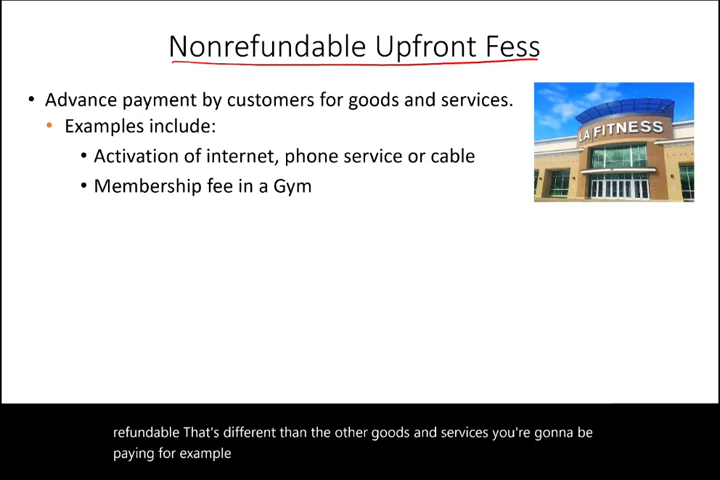 Nonrefundable Upfront Fess
• Advance payment by customers for goods and services.
• Examples include:
• Activation of internet, phone service or cable
• Membership fee in a Gym
LA FITNESS
refundable That's different than the other goods and services you're gonna be
paying for example